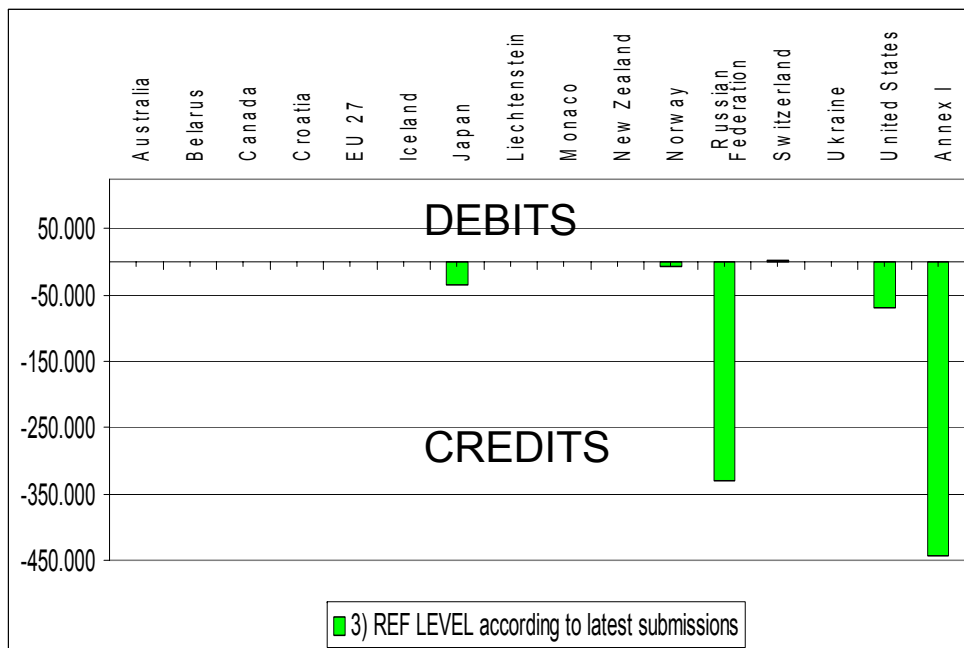 Australia
Belarus
Canada
Croatia
EU 27
Iceland
Japan
Liechtenstein
Monaco
New Zealand
Norway
Russian
Federation
Switzerland
Ukraine
United States
Annex I
DEBITS
50.000
-50.000
-150.000
-250.000
CREDITS
-350.000
-450.000
3) REF LEVEL according to latest submissions